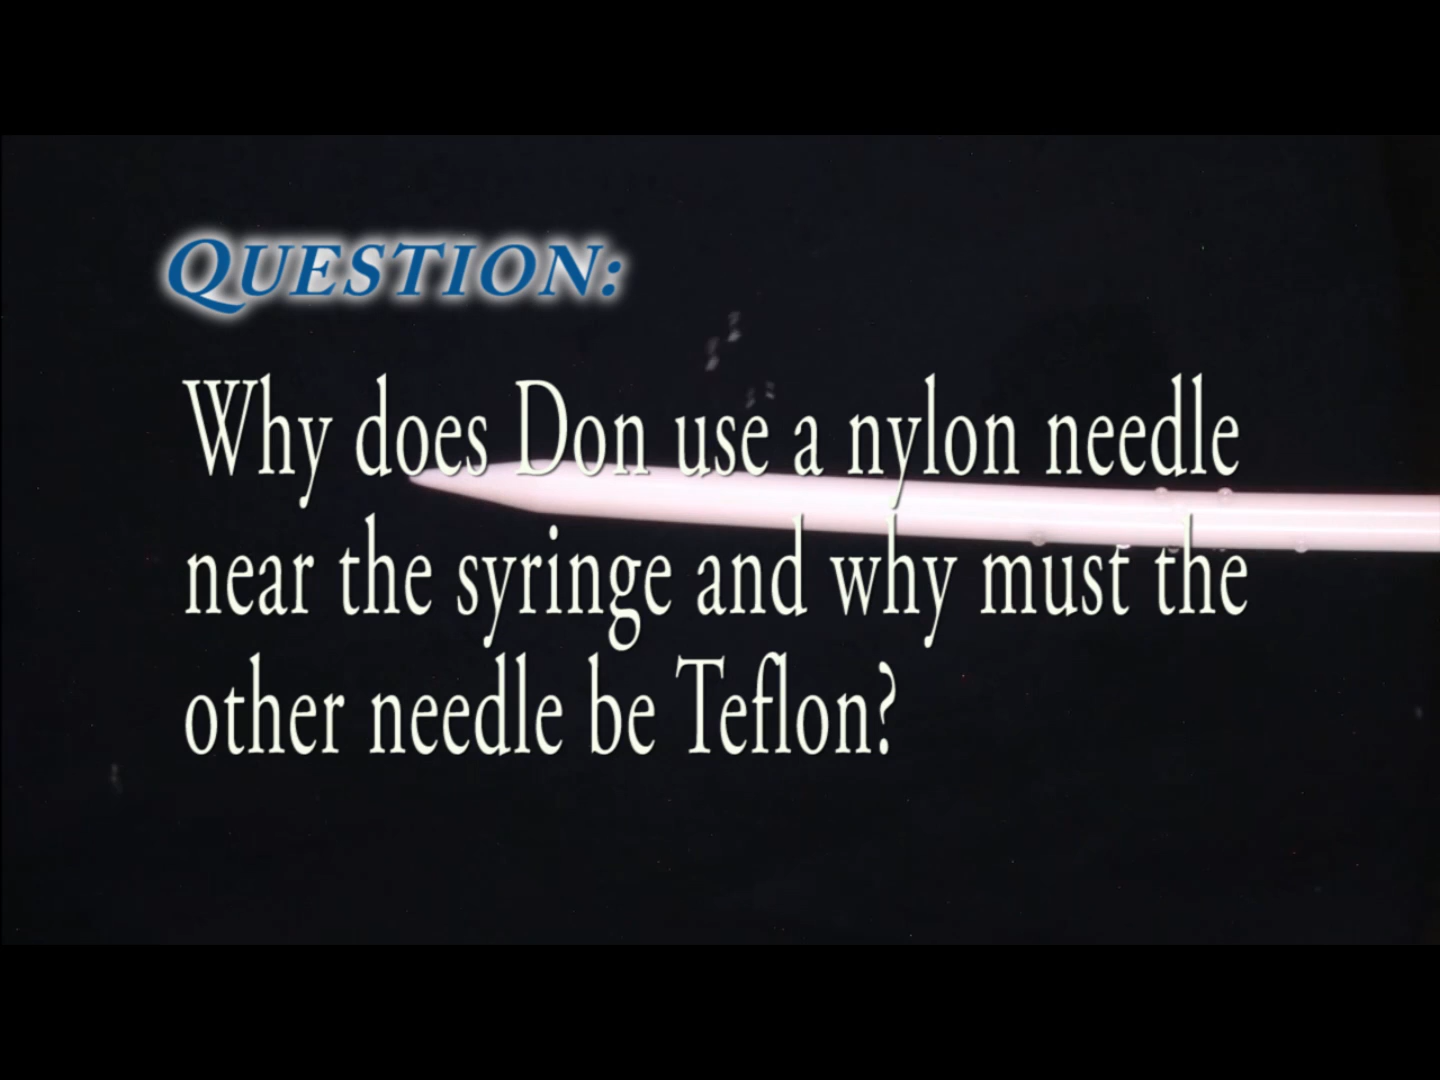 QUESTION:
Why does Don use a nylon needle
near the syringe and why must the
other needle be Teflon?